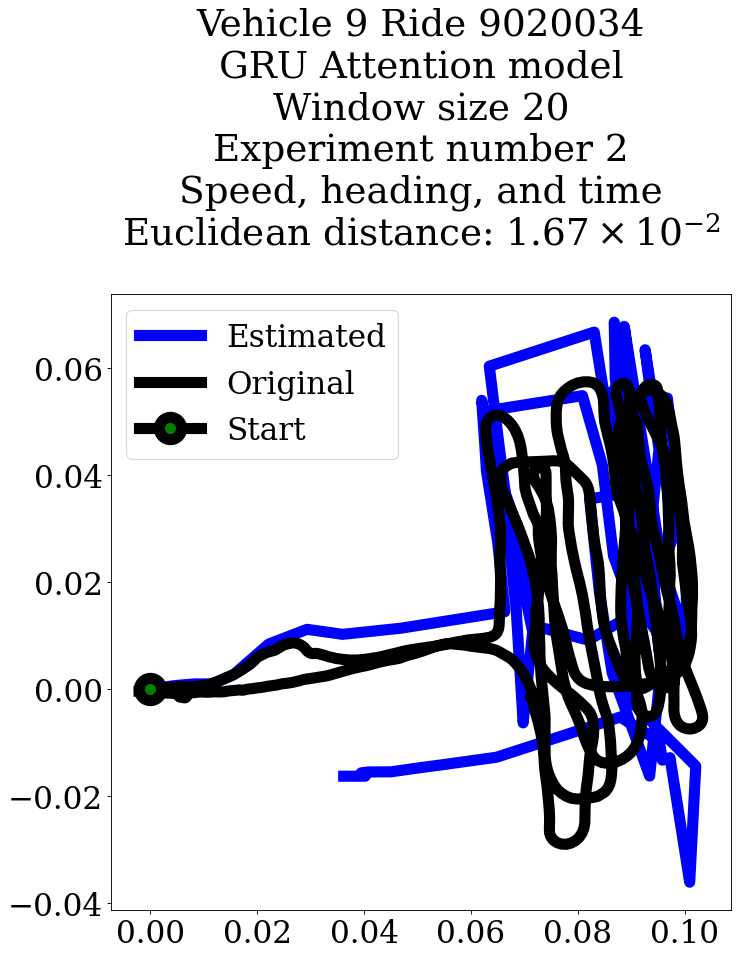 Vehicle 9 Ride 9020034
GRU Attention model
Window size 20
Experiment number 2
Speed, heading, and time
Euclidean distance: 1.67 × 10⁻²
Estimated
Original
Start
0.06
0.04
0.02
0.00
−0.02
−0.04
0.00 0.02 0.04 0.06 0.08 0.10